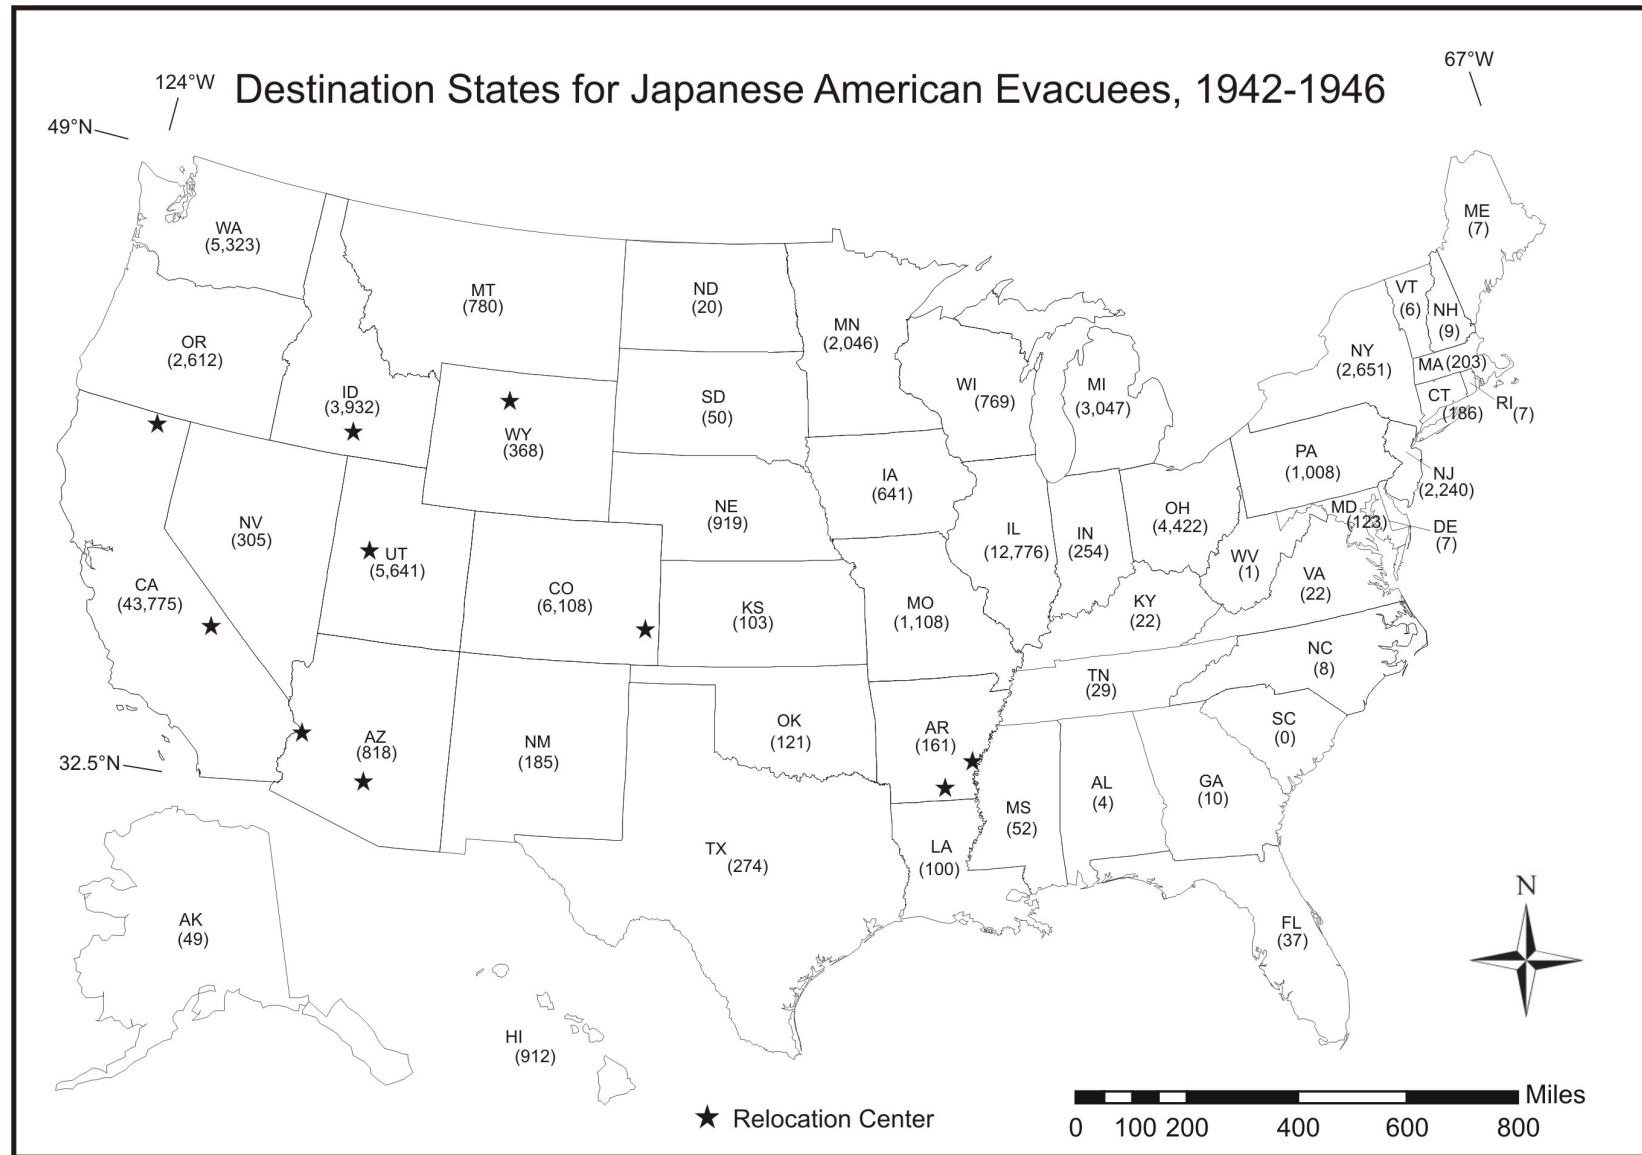 Destination States for Japanese American Evacuees, 1942-1946
124°W
67°W
49°N
32.5°N
WA
(5,323)
OR
(2,612)
ID
(3,932)
MT
(780)
WY
(368)
ND
(20)
SD
(50)
NE
(919)
KS
(103)
MN
(2,046)
IA
(641)
MO
(1,108)
WI
(769)
MI
(3,047)
IL
(12,776)
IN
(254)
OH
(4,422)
NY
(2,651)
VT
(6)
NH
(9)
ME
(7)
MA (203)
CT
(186)
RI
(7)
PA
(1,008)
NJ
(2,240)
MD
(123)
DE
(7)
WV
(1)
VA
(22)
KY
(22)
NC
(8)
TN
(29)
SC
(0)
CA
(43,775)
NV
(305)
UT
(5,641)
CO
(6,108)
AZ
(818)
NM
(185)
OK
(121)
AR
(161)
TX
(274)
LA
(100)
MS
(52)
AL
(4)
GA
(10)
FL
(37)
AK
(49)
HI
(912)
N
Relocation Center
Miles
0 100 200 400 600 800